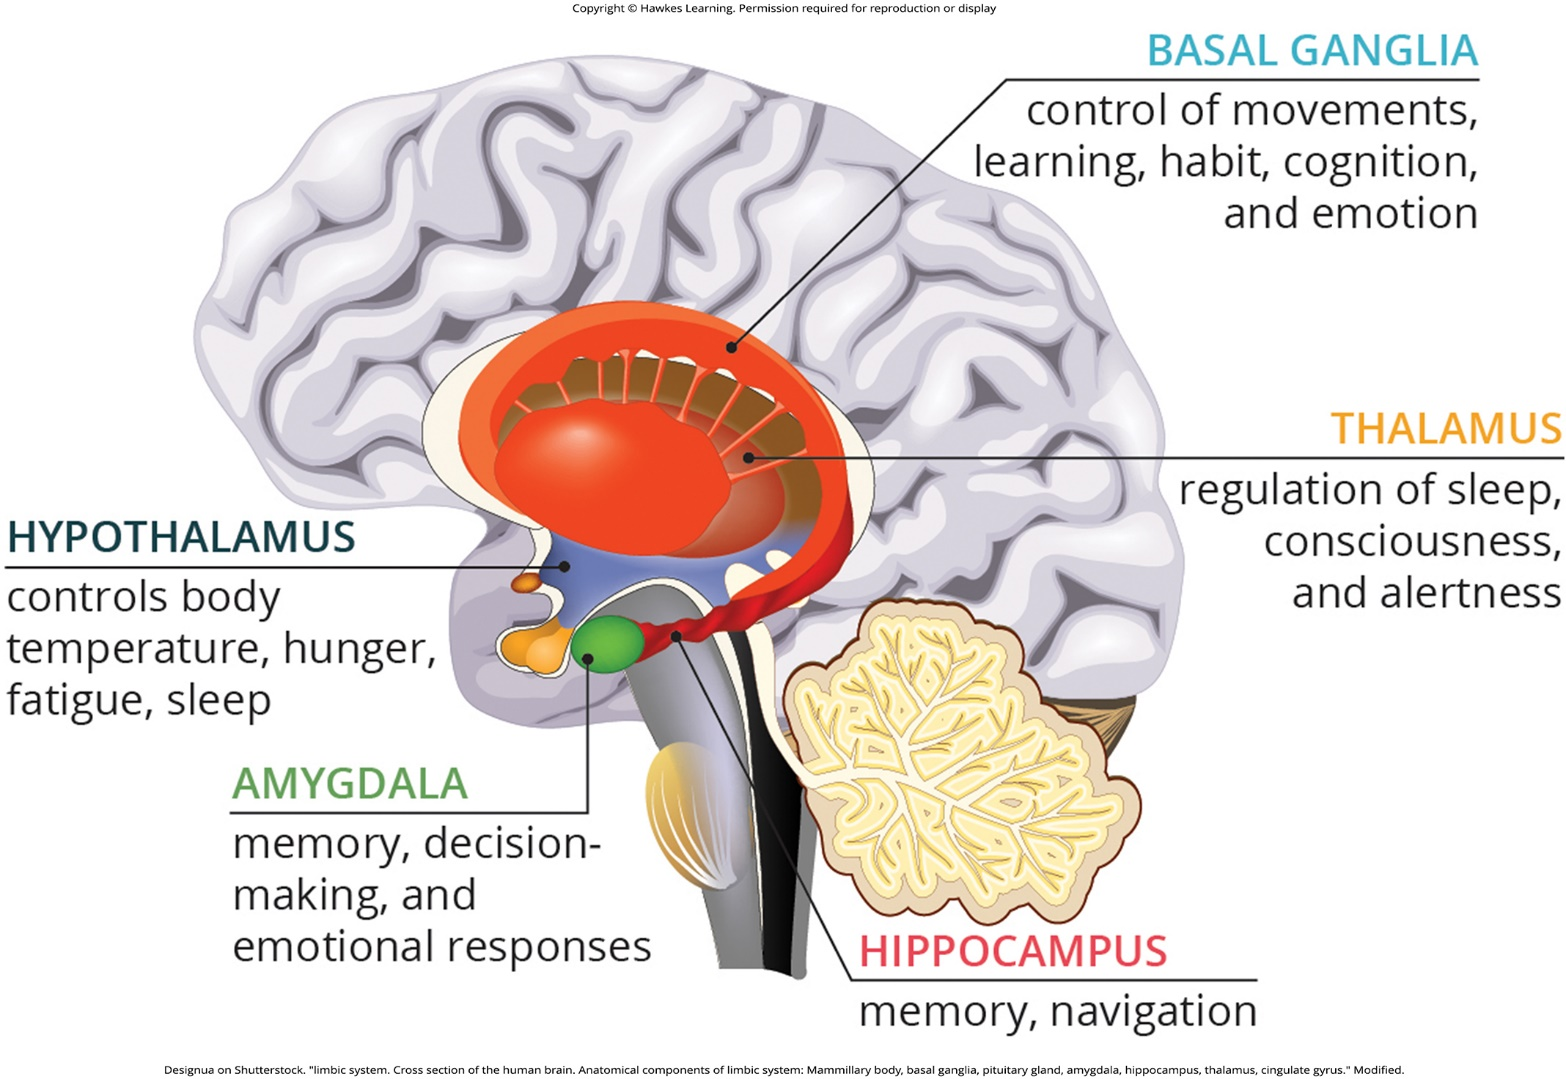 Copyright © Hawkes Learning. Permission required for reproduction or display
BASAL GANGLIA
control of movements,
learning, habit, cognition,
and emotion
THALAMUS
regulation of sleep,
consciousness,
and alertness
HYPOTHALAMUS
controls body
temperature, hunger,
fatigue, sleep
AMYGDALA
memory, decision-
making, and
emotional responses
HIPPOCAMPUS
memory, navigation
Designua on Shutterstock. "limbic system. Cross section of the human brain. Anatomical components of limbic system: Mammillary body, basal ganglia, pituitary gland, amygdala, hippocampus, thalamus, cingulate gyrus." Modified.